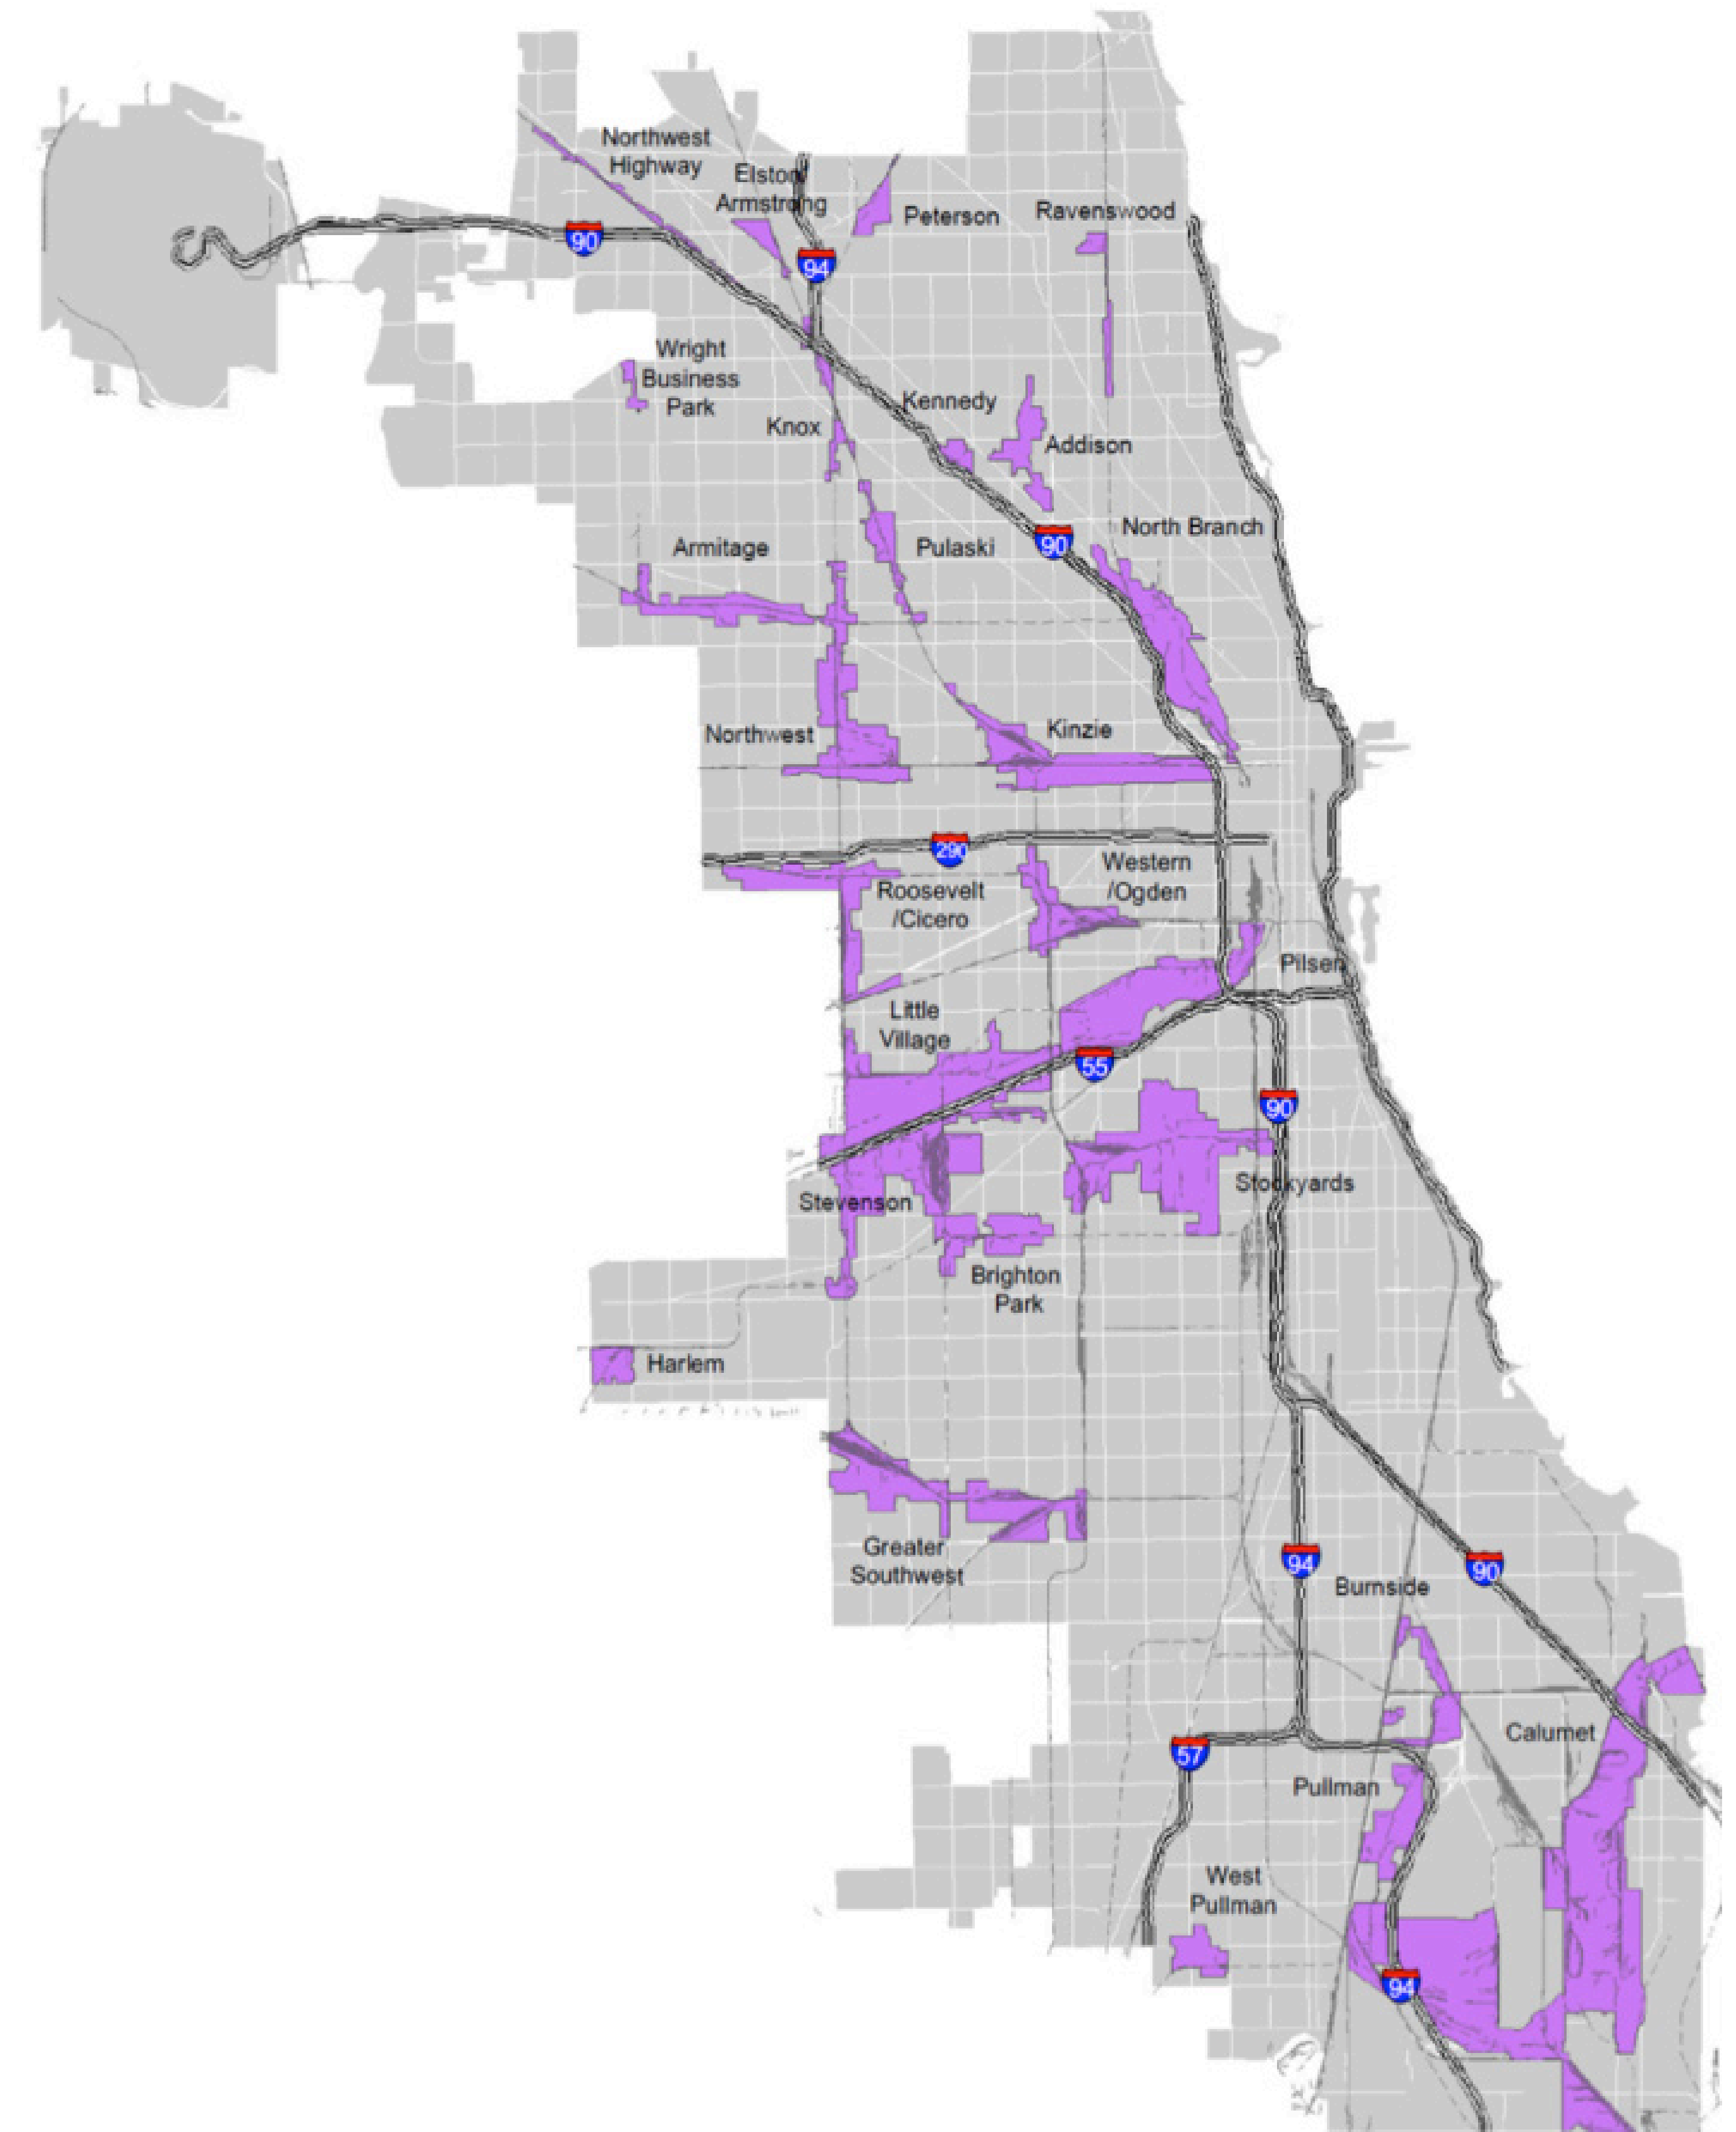 Northwest
Highway
Elston/
Armstrong
Peterson
Ravenswood
90
94
Wright
Business
Park
Kennedy
Knox
Addison
North Branch
90
Armitage
Pulaski
Northwest
Kinzie
290
Western
/Ogden
Roosevelt
/Cicero
Pilsen
Little
Village
55
90
Stevenson
Stockyards
Brighton
Park
Harlem
Greater
Southwest
94
90
Burnside
Calumet
57
Pullman
West
Pullman
94